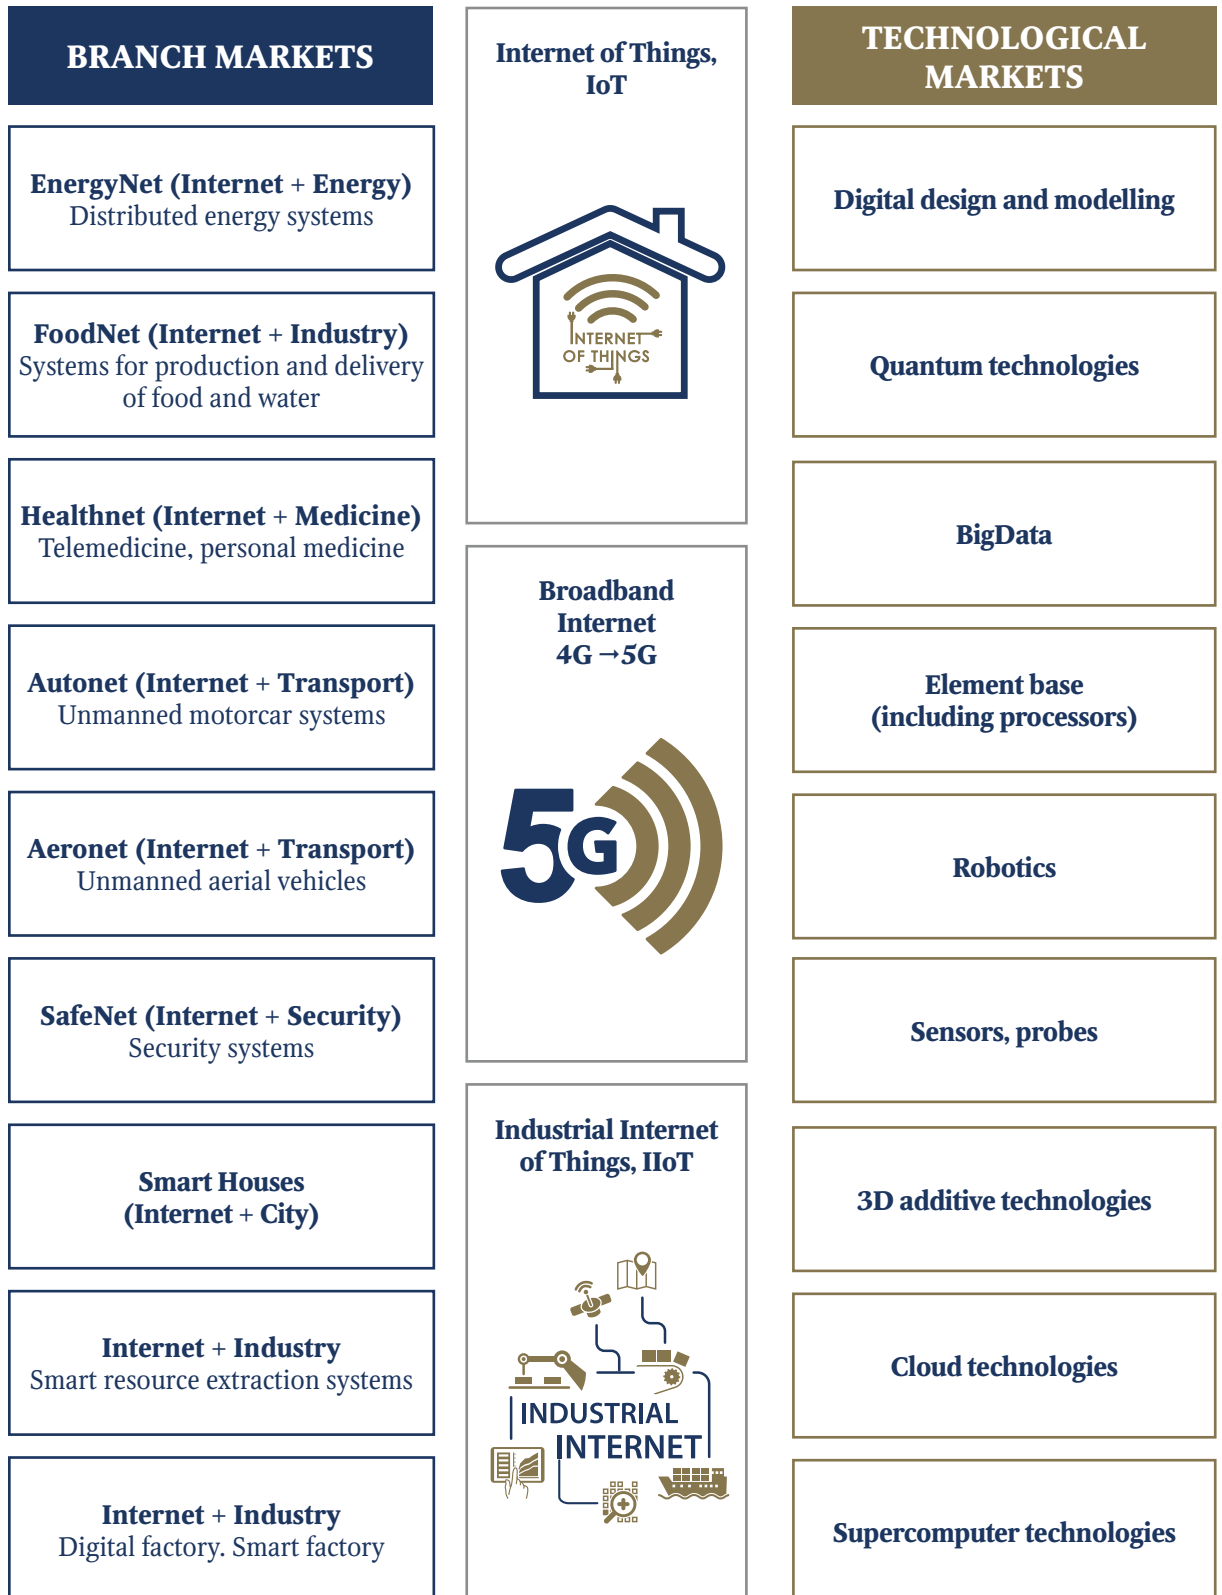 BRANCH MARKETS
EnergyNet (Internet + Energy)
Distributed energy systems
FoodNet (Internet + Industry)
Systems for production and delivery
of food and water
Healthnet (Internet + Medicine)
Telemedicine, personal medicine
Autonet (Internet + Transport)
Unmanned motorcar systems
Aeronet (Internet + Transport)
Unmanned aerial vehicles
SafeNet (Internet + Security)
Security systems
Smart Houses
(Internet + City)
Internet + Industry
Smart resource extraction systems
Internet + Industry
Digital factory. Smart factory
Internet of Things,
IoT
INTERNET
OF THINGS
Broadband
Internet
4G →5G
5G
Industrial Internet
of Things, IIoT
INDUSTRIAL
INTERNET
TECHNOLOGICAL
MARKETS
Digital design and modelling
Quantum technologies
BigData
Element base
(including processors)
Robotics
Sensors, probes
3D additive technologies
Cloud technologies
Supercomputer technologies